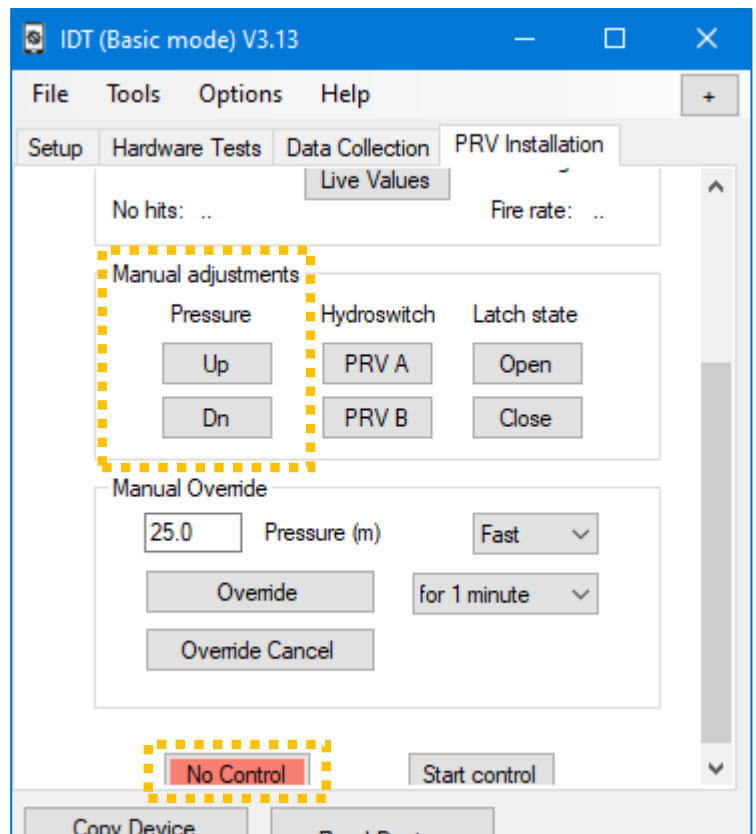 IDT (Basic mode) V3.13
File Tools Options Help +
Setup Hardware Tests Data Collection PRV Installation
Live Values
No hits: .. Fire rate: ..
Manual adjustments
Pressure Hydroswitch Latch state
Up PRV A Open
Dn PRV B Close
Manual Override
25.0 Pressure (m) Fast
Override for 1 minute
Override Cancel
No Control Start control
Copy Device